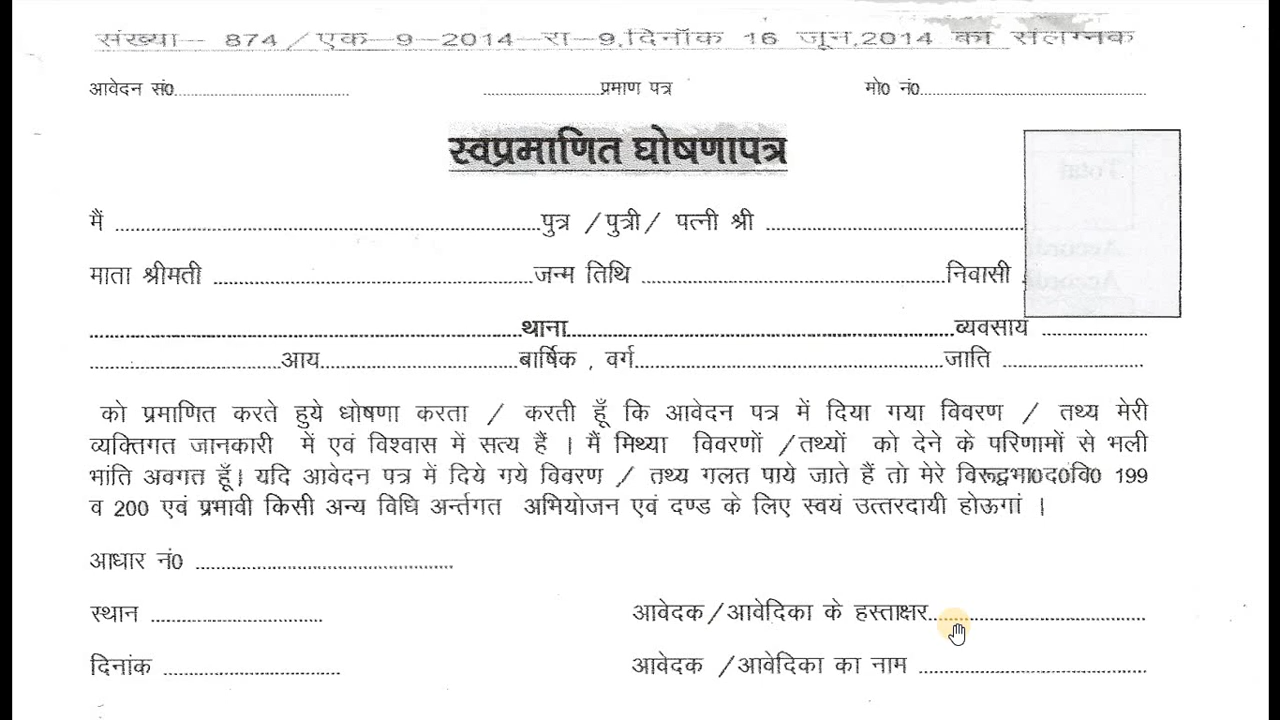 संख्या-- 874/एक-9-2014-रा-9,दिनॉक 16 जून,2014 का संलग्नक
आवेदन सं0.............................. ....................प्रमाण पत्र मो0 नं0.......................................
स्वप्रमाणित घोषणापत्र
मैं ........................................................पुत्र /पुत्री/ पत्नी श्री ..................................
माता श्रीमती ..........................................जन्म तिथि ........................................निवासी
.........................................................थाना...................................................व्यवसाय ..............
.........................आय..........................बार्षिक , वर्ग.........................................जाति ...................
को प्रमाणित करते हुये घोषणा करता / करती हूँ कि आवेदन पत्र में दिया गया विवरण / तथ्य मेरी
व्यक्तिगत जानकारी में एवं विश्वास में सत्य हैं । मैं मिथ्या विवरणों /तथ्यों को देने के परिणामों से भली
भांति अवगत हूँ। यदि आवेदन पत्र में दिये गये विवरण / तथ्य गलत पाये जाते हैं तो मेरे विरूद्वभा0द0वि0 199
व 200 एवं प्रभावी किसी अन्य विधि अर्न्तगत अभियोजन एवं दण्ड के लिए स्वयं उत्तरदायी होऊगां ।
आधार नं0 ..................................
स्थान ....................... आवेदक/आवेदिका के हस्ताक्षर.............................
दिनांक ....................... आवेदक /आवेदिका का नाम ..............................